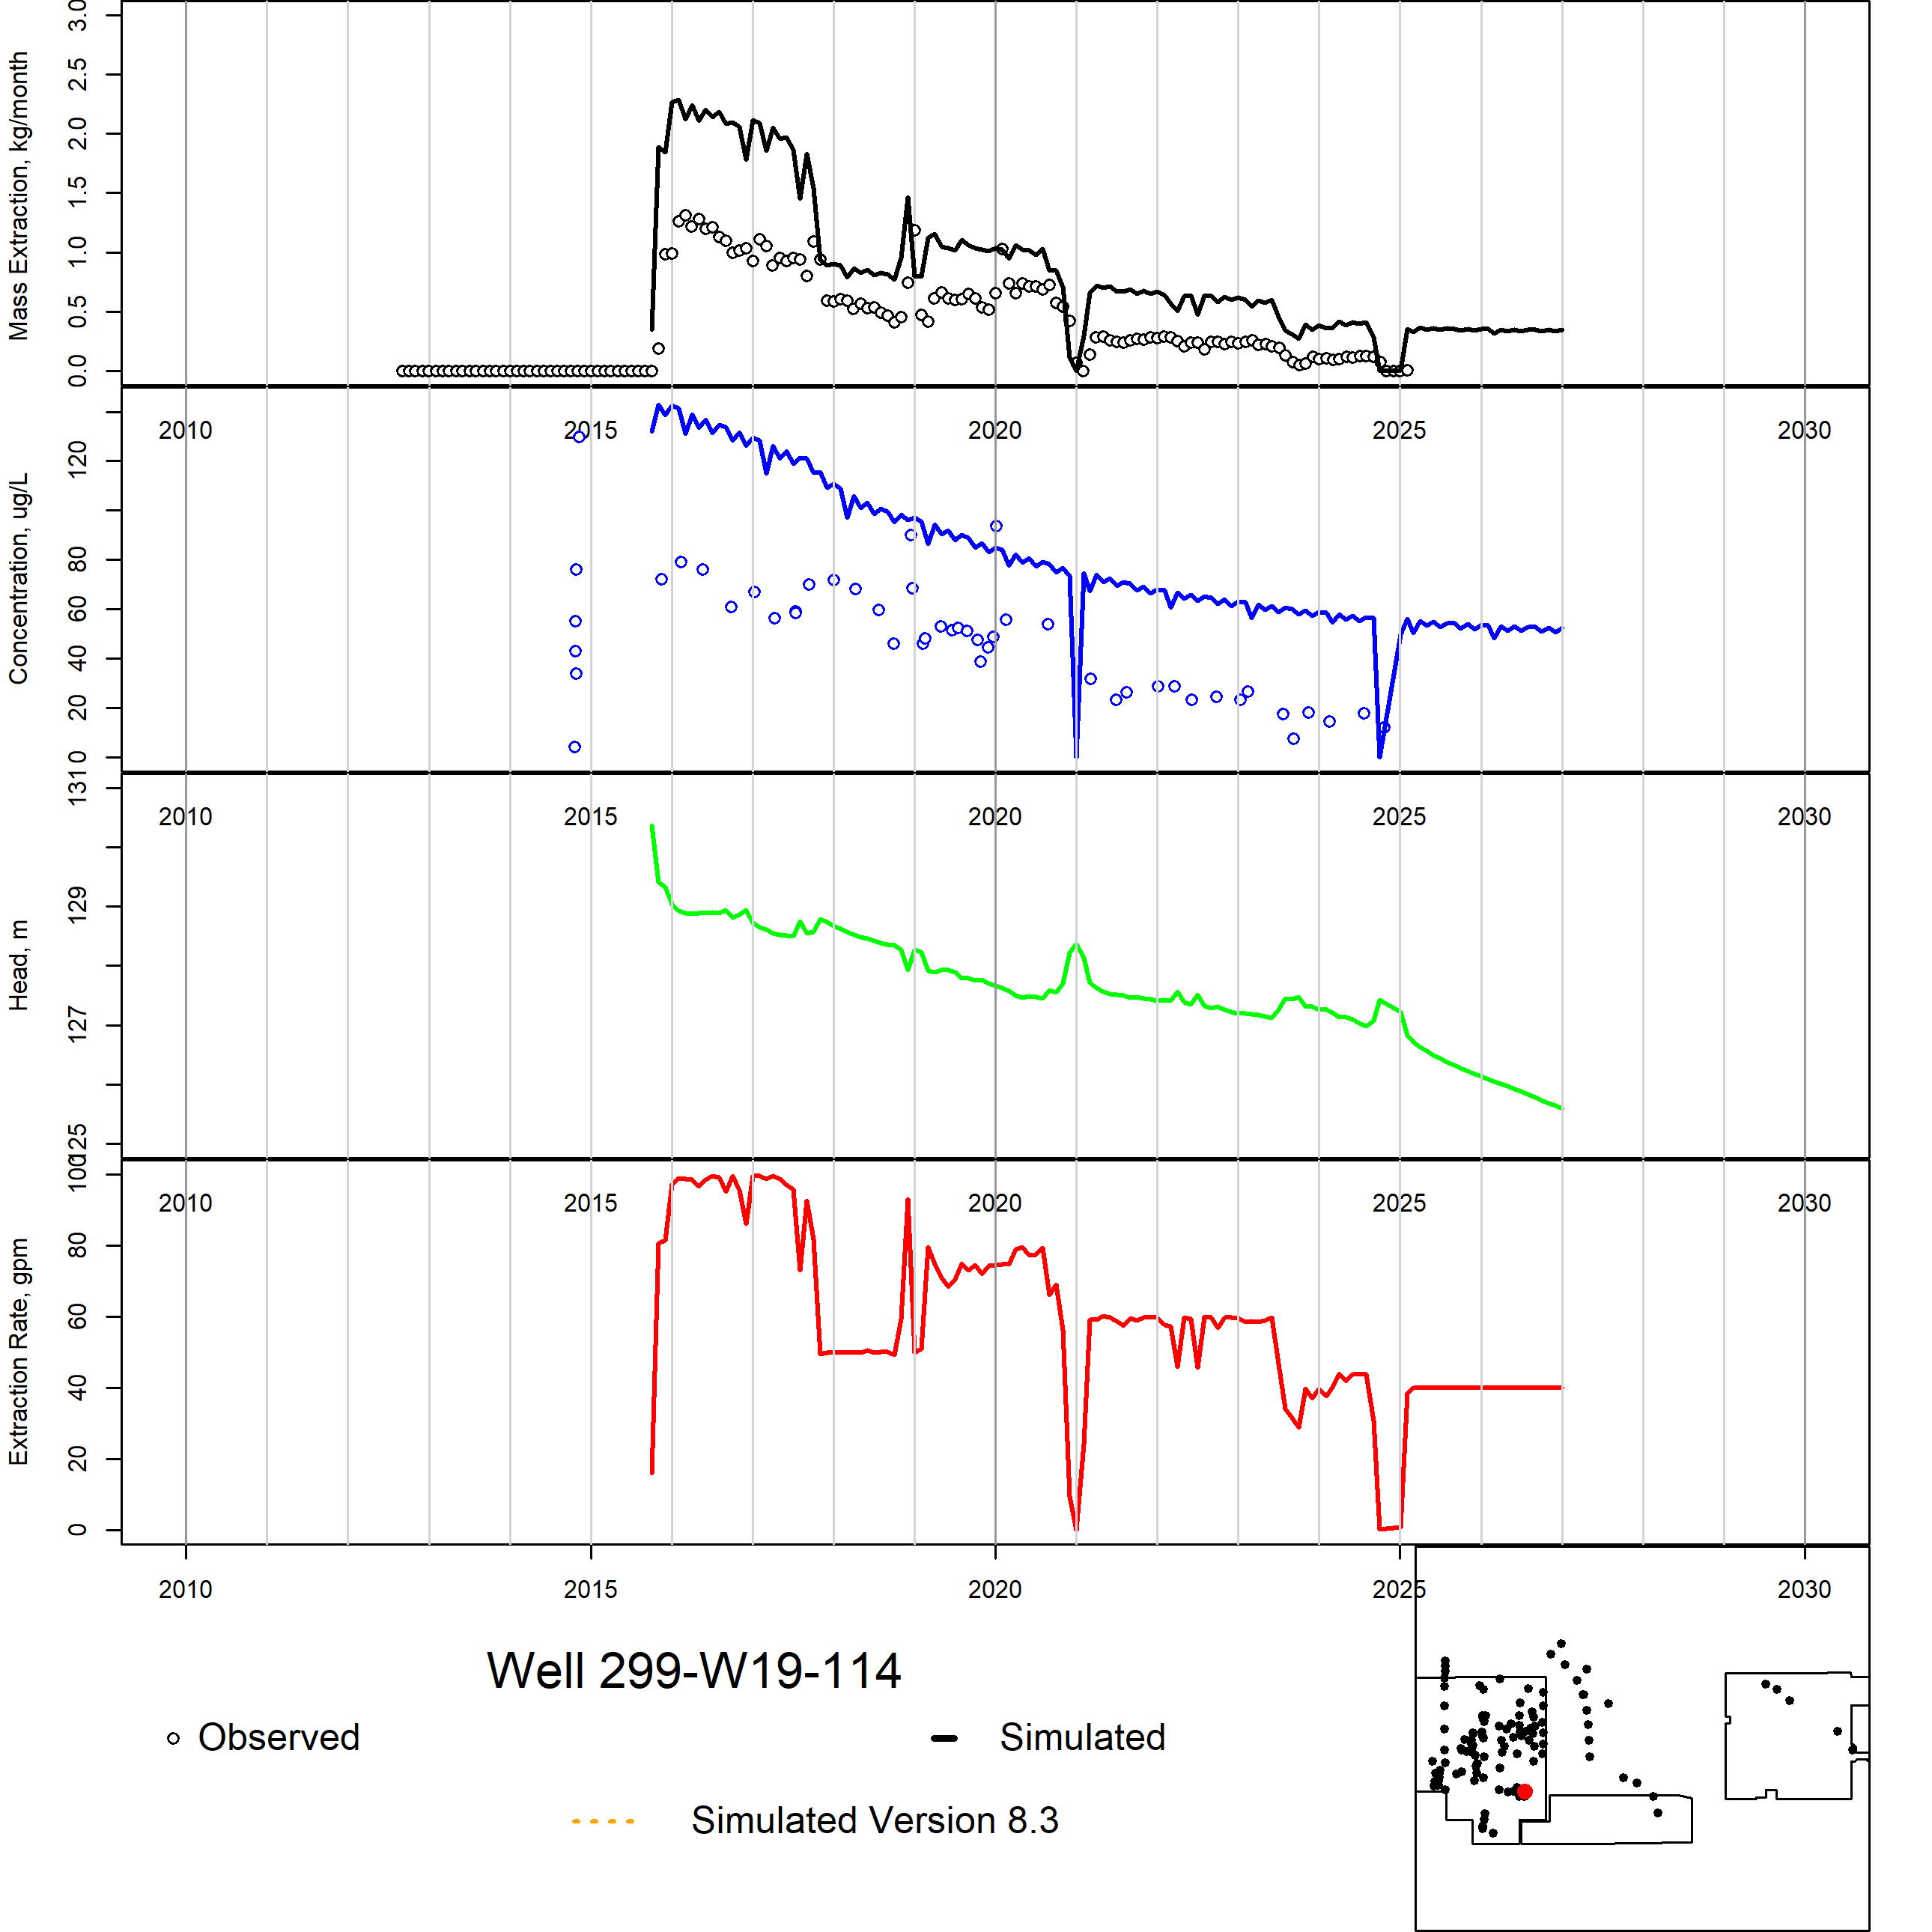 Mass Extraction, kg/month
0.0 0.5 1.0 1.5 2.0 2.5 3.0
2010 2015 2020 2025 2030
Concentration, ug/L
0 20 40 60 80 120
2010 2015 2020 2025 2030
Head, m
125 127 129 131
2010 2015 2020 2025 2030
Extraction Rate, gpm
0 20 40 60 80 100
2010 2015 2020 2025 2030
Well 299-W19-114
Observed Simulated
Simulated Version 8.3